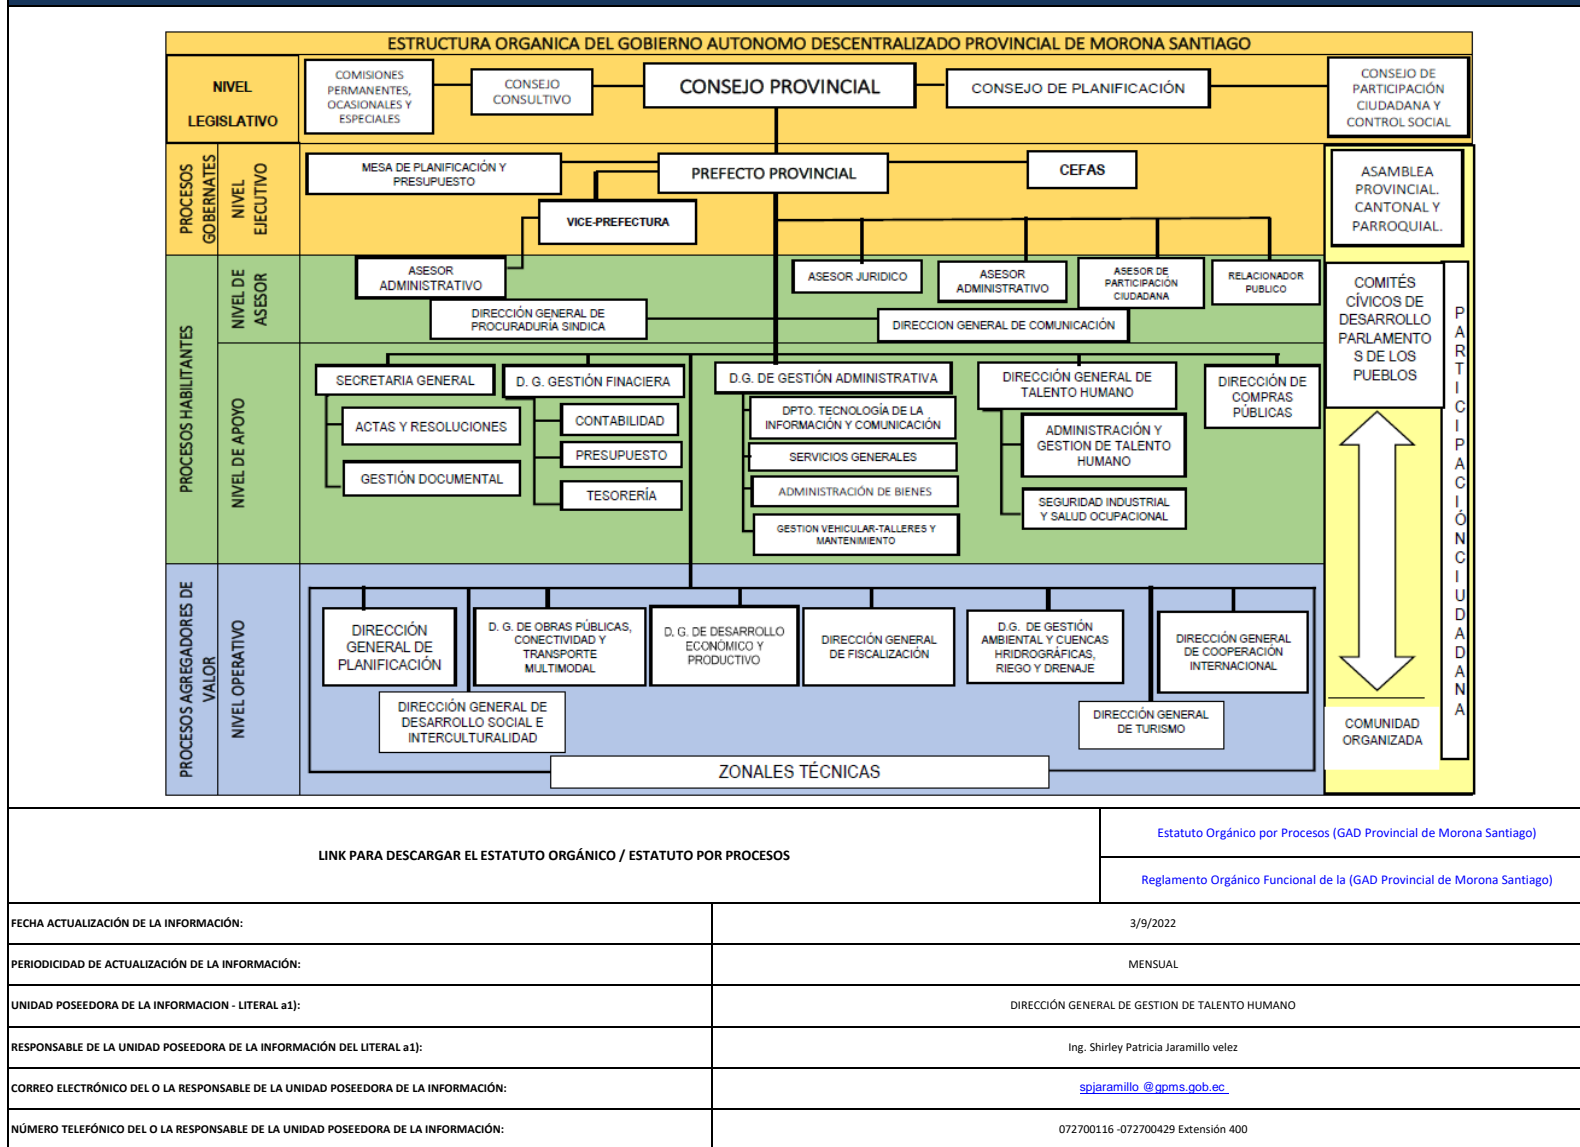 ESTRUCTURA ORGANICA DEL GOBIERNO AUTONOMO DESCENTRALIZADO PROVINCIAL DE MORONA SANTIAGO
NIVEL
LEGISLATIVO
COMISIONES
PERMANENTES,
OCASIONALES Y
ESPECIALES
CONSEJO
CONSULTIVO
CONSEJO PROVINCIAL
CONSEJO DE PLANIFICACIÓN
CONSEJO DE
PARTICIPACIÓN
CIUDADANA Y
CONTROL SOCIAL
PROCESOS
GOBERNATES
NIVEL
EJECUTIVO
MESA DE PLANIFICACIÓN Y
PRESUPUESTO
PREFECTO PROVINCIAL
CEFAS
VICE-PREFECTURA
ASAMBLEA
PROVINCIAL.
CANTONAL Y
PARROQUIAL.
PROCESOS HABILITANTES
NIVEL DE
ASESOR
ASESOR
ADMINISTRATIVO
ASESOR JURIDICO
ASESOR
ADMINISTRATIVO
ASESOR DE
PARTICIPACIÓN
CIUDADANA
RELACIONADOR
PUBLICO
DIRECCIÓN GENERAL DE
PROCURADURÍA SINDICA
DIRECCION GENERAL DE COMUNICACIÓN
COMITÉS
CÍVICOS DE
DESARROLLO
PARLAMENTO
S DE LOS
PUEBLOS
PARTICIPACIÓN CIUDADANA
NIVEL DE APOYO
SECRETARIA GENERAL
ACTAS Y RESOLUCIONES
GESTIÓN DOCUMENTAL
D. G. GESTIÓN FINACIERA
CONTABILIDAD
PRESUPUESTO
TESORERÍA
D.G. DE GESTIÓN ADMINISTRATIVA
DPTO. TECNOLOGÍA DE LA
INFORMACIÓN Y COMUNICACIÓN
SERVICIOS GENERALES
ADMINISTRACIÓN DE BIENES
GESTION VEHICULAR-TALLERES Y
MANTENIMIENTO
DIRECCIÓN GENERAL DE
TALENTO HUMANO
ADMINISTRACIÓN Y
GESTION DE TALENTO
HUMANO
SEGURIDAD INDUSTRIAL
Y SALUD OCUPACIONAL
DIRECCIÓN DE
COMPRAS
PÚBLICAS
PROCESOS AGREGADORES DE
VALOR
NIVEL OPERATIVO
DIRECCIÓN
GENERAL DE
PLANIFICACIÓN
D. G. DE OBRAS PÚBLICAS,
CONECTIVIDAD Y
TRANSPORTE
MULTIMODAL
D. G. DE DESARROLLO
ECONÓMICO Y
PRODUCTIVO
DIRECCIÓN GENERAL
DE FISCALIZACIÓN
D.G. DE GESTIÓN
AMBIENTAL Y CUENCAS
HRIDROGRÁFICAS,
RIEGO Y DRENAJE
DIRECCIÓN GENERAL
DE COOPERACIÓN
INTERNACIONAL
DIRECCIÓN GENERAL DE
DESARROLLO SOCIAL E
INTERCULTURALIDAD
DIRECCIÓN GENERAL
DE TURISMO
COMUNIDAD
ORGANIZADA
ZONALES TÉCNICAS
LINK PARA DESCARGAR EL ESTATUTO ORGÁNICO / ESTATUTO POR PROCESOS
Estatuto Orgánico por Procesos (GAD Provincial de Morona Santiago)
Reglamento Orgánico Funcional de la (GAD Provincial de Morona Santiago)
FECHA ACTUALIZACIÓN DE LA INFORMACIÓN:
3/9/2022
PERIODICIDAD DE ACTUALIZACIÓN DE LA INFORMACIÓN:
MENSUAL
UNIDAD POSEEDORA DE LA INFORMACION - LITERAL a1):
DIRECCIÓN GENERAL DE GESTION DE TALENTO HUMANO
RESPONSABLE DE LA UNIDAD POSEEDORA DE LA INFORMACIÓN DEL LITERAL a1):
Ing. Shirley Patricia Jaramillo velez
CORREO ELECTRÓNICO DEL O LA RESPONSABLE DE LA UNIDAD POSEEDORA DE LA INFORMACIÓN:
spjaramillo @gpms.gob.ec
NÚMERO TELEFÓNICO DEL O LA RESPONSABLE DE LA UNIDAD POSEEDORA DE LA INFORMACIÓN:
072700116 -072700429 Extensión 400